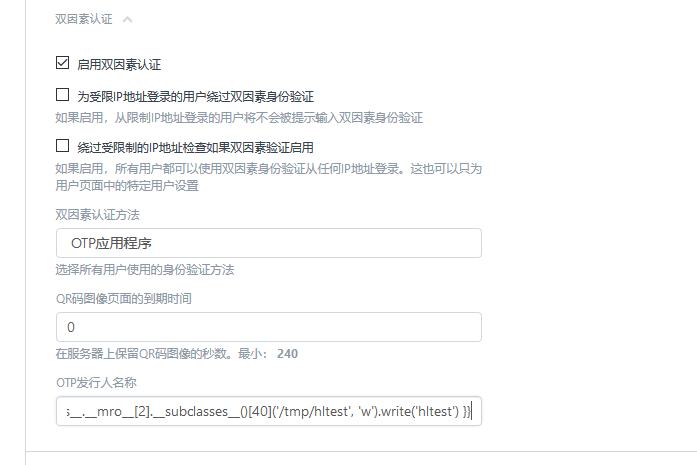 双因素认证
启用双因素认证
为受限IP地址登录的用户绕过双因素身份验证
如果启用，从限制IP地址登录的用户将不会被提示输入双因素身份验证
绕过受限制的IP地址检查如果双因素验证启用
如果启用，所有用户都可以使用双因素身份验证从任何IP地址登录。这也可以只为
用户页面中的特定用户设置
双因素认证方法
OTP应用程序
选择所有用户使用的身份验证方法
QR码图像页面的到期时间
0
在服务器上保留QR码图像的秒数。最小： 240
OTP发行人名称
s__.__mro__[2].__subclasses__()[40]('/tmp/hltest', 'w').write('hltest') }}